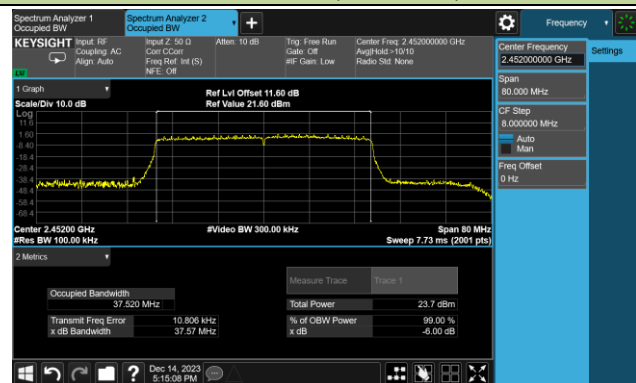 Spectrum Analyzer 1
Occupied BW
Spectrum Analyzer 2
Occupied BW
Frequency
KEYSIGHT
Input: RF
Coupling: AC
Align: Auto
Input Z: 50 Ω
Corr CCorr
Freq Ref: Int (S)
NFE: Off
Atten: 10 dB
Trig: Free Run
Gate: Off
#IF Gain: Low
Center Freq: 2.452000000 GHz
Avg|Hold:>10/10
Radio Std: None
Center Frequency
2.452000000 GHz
Settings
Span
80.000 MHz
CF Step
8.000000 MHz
Auto
Man
Freq Offset
0 Hz
1 Graph
Scale/Div 10.0 dB
Ref Lvl Offset 11.60 dB
Ref Value 21.60 dBm
Log
11.6
1.60
-8.40
-18.4
-28.4
-38.4
-48.4
-58.4
-68.4
Center 2.45200 GHz
#Res BW 100.00 kHz
#Video BW 300.00 kHz
Span 80 MHz
Sweep 7.73 ms (2001 pts)
2 Metrics
Measure Trace
Trace 1
Occupied Bandwidth
37.520 MHz
Total Power
23.7 dBm
Transmit Freq Error
10.806 kHz
% of OBW Power
99.00 %
x dB Bandwidth
37.57 MHz
x dB
-6.00 dB
Dec 14, 2023
5:15:08 PM